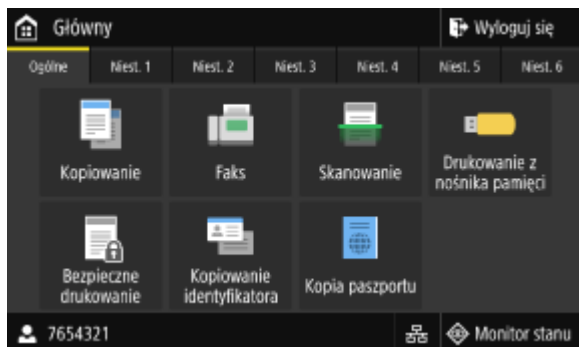 Główny
Wyloguj się
Ogólne
Niest. 1
Niest. 2
Niest. 3
Niest. 4
Niest. 5
Niest. 6
Kopiowanie
Faks
Skanowanie
Drukowanie z
nośnika pamięci
Bezpieczne
drukowanie
Kopiowanie
identyfikatora
Kopia paszportu
7654321
Monitor stanu